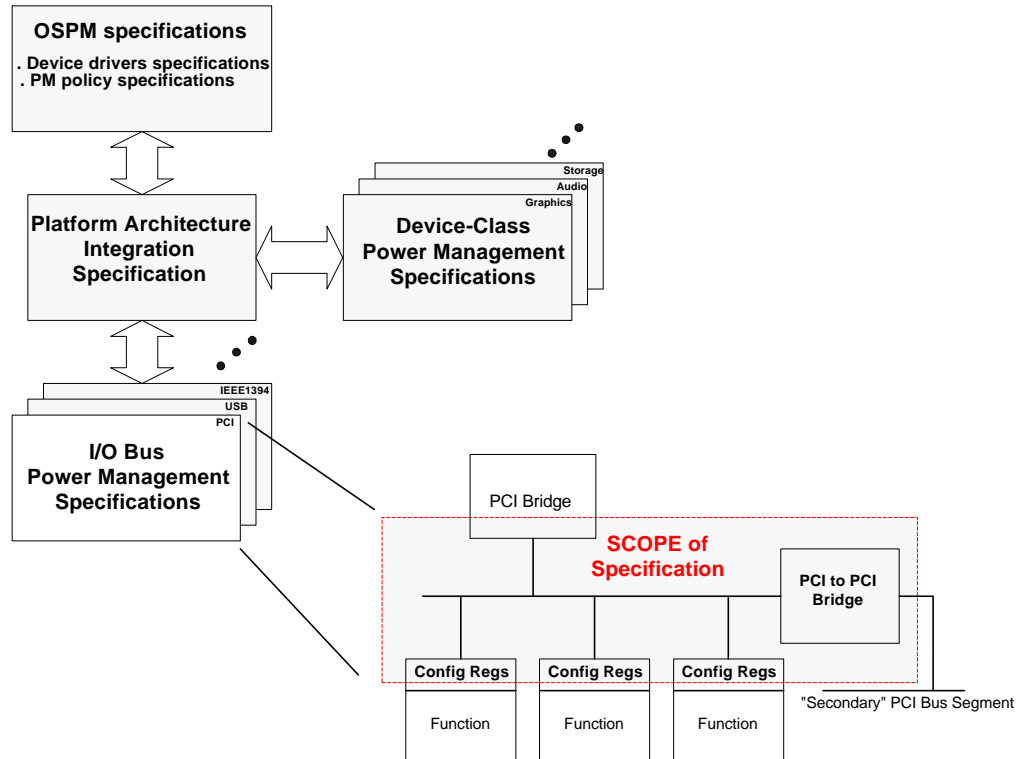 OSPM specifications
. Device drivers specifications
. PM policy specifications
Storage
Audio
Graphics
Platform Architecture
Integration
Specification
Device-Class
Power Management
Specifications
IEEE1394
USB
PCI
I/O Bus
Power Management
Specifications
PCI Bridge
SCOPE of
Specification
PCI to PCI
Bridge
Config Regs
Config Regs
Config Regs
"Secondary" PCI Bus Segment
Function
Function
Function